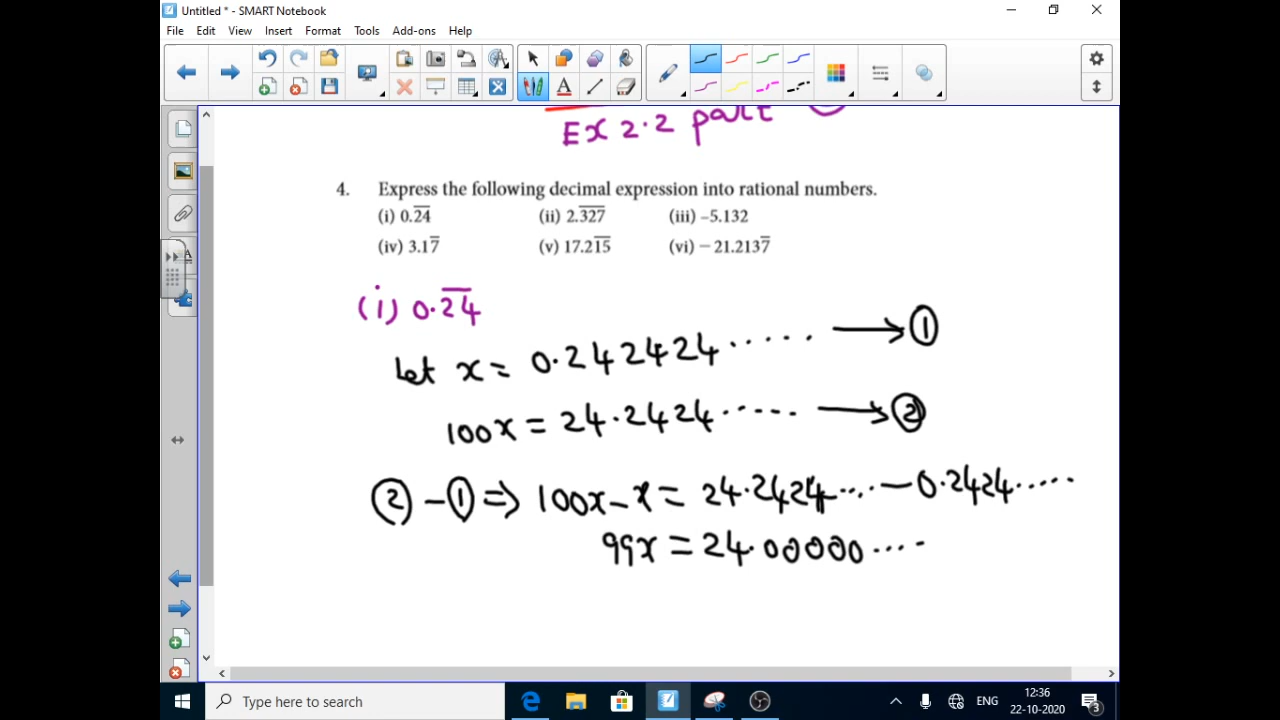 Untitled * - SMART Notebook
File Edit View Insert Format Tools Add-ons Help
Ex 2.2 part
4. Express the following decimal expression into rational numbers.
(i) 0.2̅4̅ (ii) 2.3̅2̅7̅ (iii) –5.132
(iv) 3.17̅ (v) 17.21̅5̅ (vi) – 21.2137̅
(i) 0.2̅4̅
Let x = 0.242424 ..... → ①
100x = 24.2424 ..... → ②
② – ① ⇒ 100x – x = 24.2424.... – 0.2424.....
99x = 24.00000....
Type here to search
ENG
12:36
22-10-2020
3